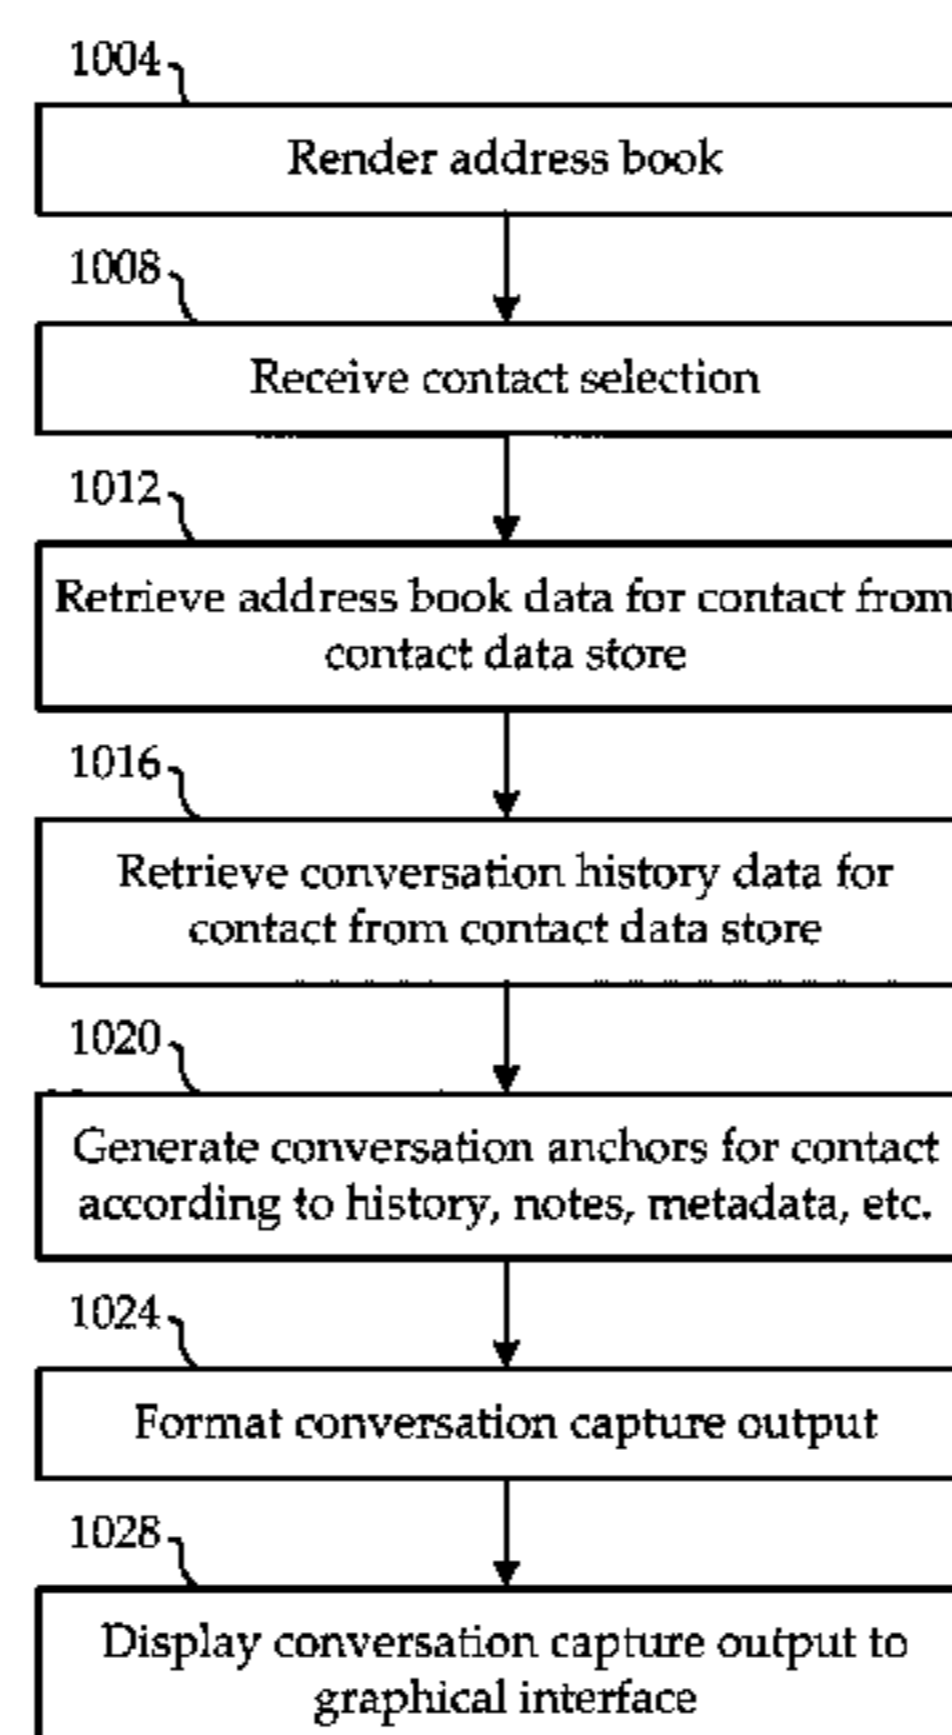 1004
Render address book
1008
Receive contact selection
1012
Retrieve address book data for contact from
contact data store
1016
Retrieve conversation history data for
contact from contact data store
1020
Generate conversation anchors for contact
according to history, notes, metadata, etc.
1024
Format conversation capture output
1028
Display conversation capture output to
graphical interface